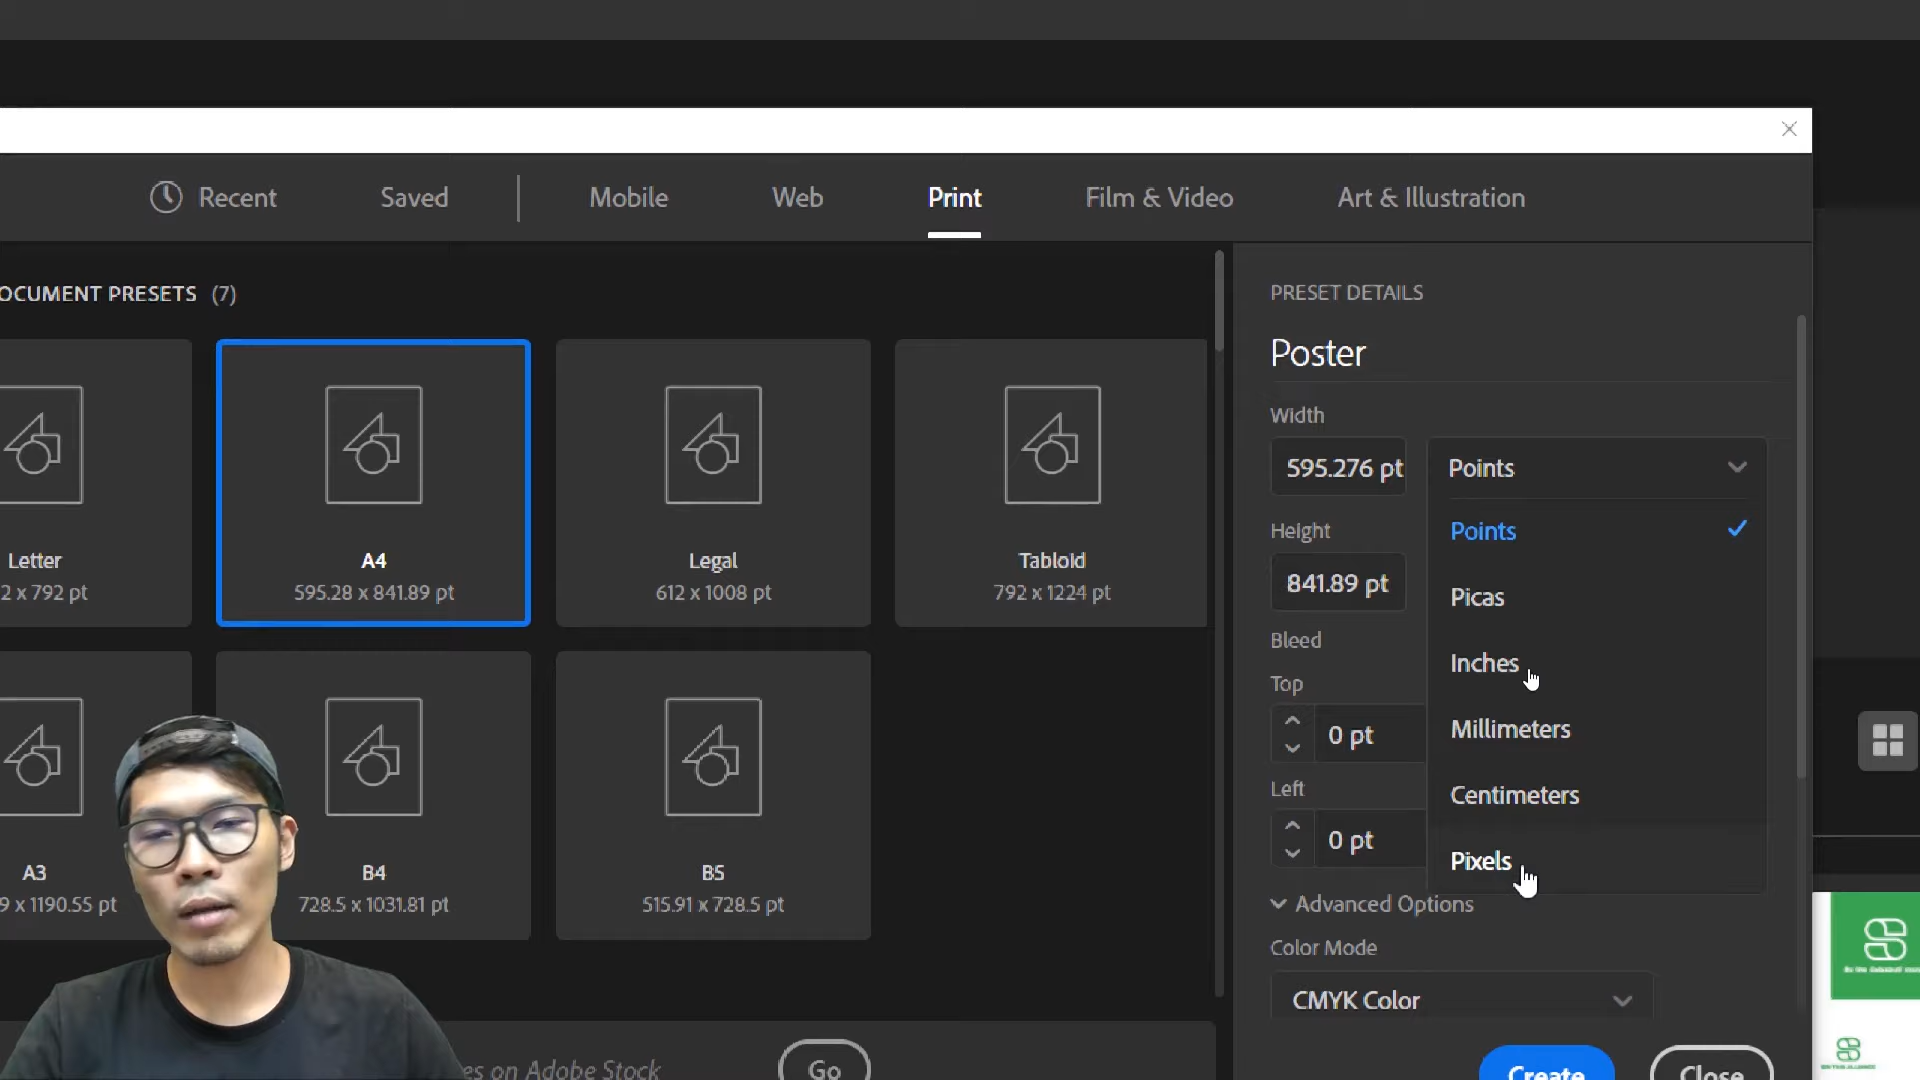 Recent Saved Mobile Web Print Film & Video Art & Illustration
OCUMENT PRESETS (7)
PRESET DETAILS
Poster
Width
595.276 pt Points
Height
841.89 pt
Points
Picas
Inches
Millimeters
Centimeters
Pixels
Bleed
Top
0 pt
Left
0 pt
Advanced Options
Color Mode
CMYK Color
Create Close
Letter A4 Legal Tabloid
2 x 792 pt 595.28 x 841.89 pt 612 x 1008 pt 792 x 1224 pt
A3 B4 B5
9 x 1190.55 pt 728.5 x 1031.81 pt 515.91 x 728.5 pt
es on Adobe Stock Go